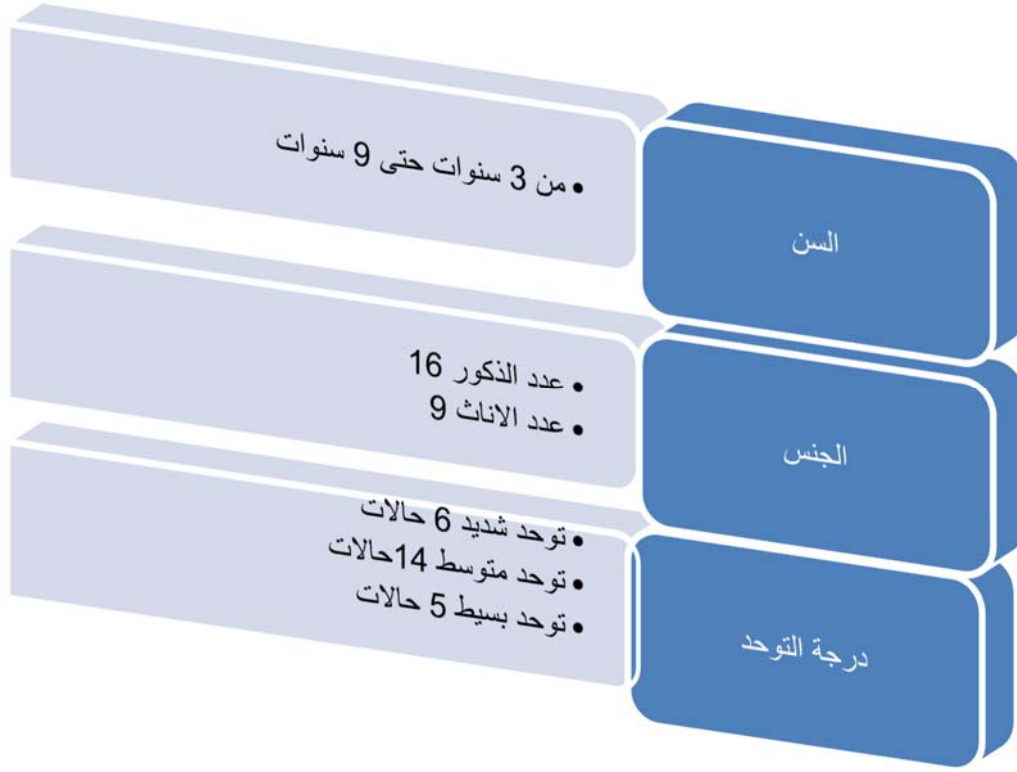 السن
• من 3 سنوات حتى 9 سنوات
الجنس
• عدد الذكور 16
• عدد الاناث 9
درجة التوحد
• توحد شديد 6 حالات
• توحد متوسط 14حالات
• توحد بسيط 5 حالات